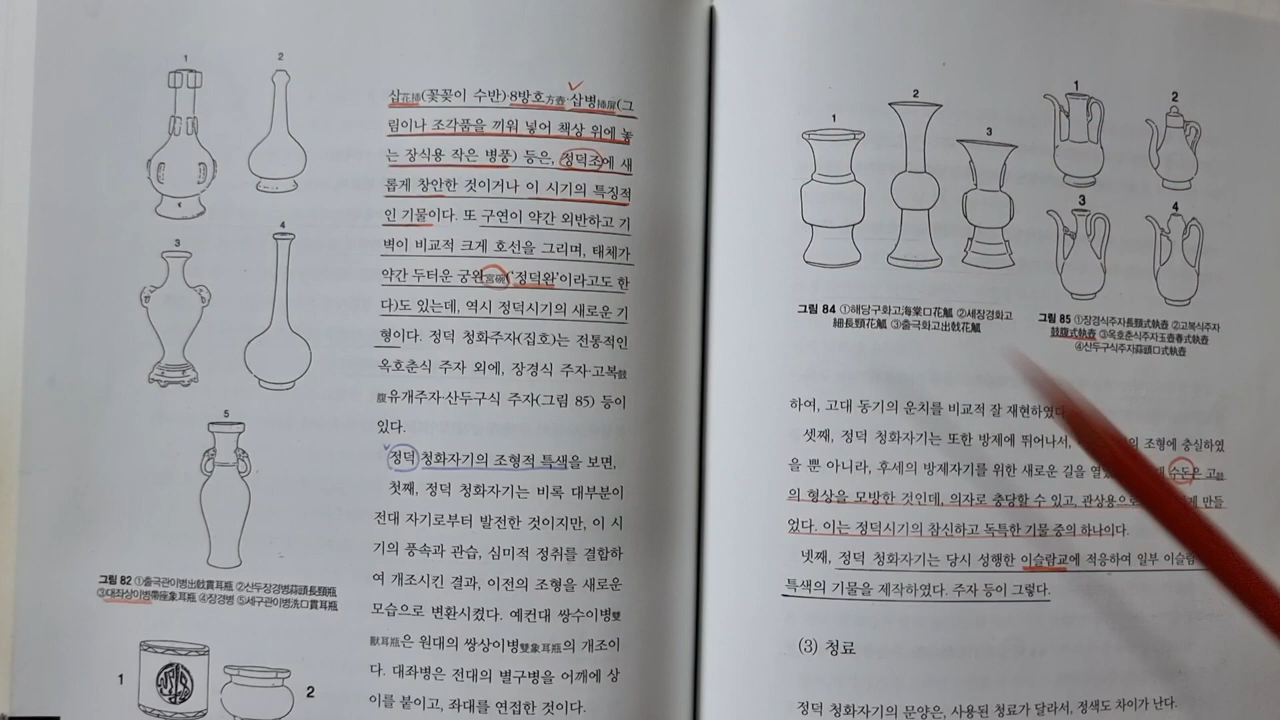 1
2
3
4
5
그림 82 ①출극관이병出戟貫耳甁 ②산두장경병蒜頭長頸甁
③대좌상이병帶座象耳甁 ④장경병 ⑤세구관이병洗口貫耳甁
1
2
삽花揷(꽃꽂이 수반)·8방호方壺·삽병揷屛(그
림이나 조각품을 끼워 넣어 책상 위에 놓
는 장식용 작은 병풍) 등은, 정덕조에 새
롭게 창안한 것이거나 이 시기의 특징적
인 기물이다. 또 구연이 약간 외반하고 기
벽이 비교적 크게 호선을 그리며, 태체가
약간 두터운 궁완宮碗('정덕완'이라고도 한
다)도 있는데, 역시 정덕시기의 새로운 기
형이다. 정덕 청화주자(집호)는 전통적인
옥호춘식 주자 외에, 장경식 주자·고복鼓
腹유개주자·산두구식 주자(그림 85) 등이
있다.
정덕 청화자기의 조형적 특색을 보면,
첫째, 정덕 청화자기는 비록 대부분이
전대 자기로부터 발전한 것이지만, 이 시
기의 풍속과 관습, 심미적 정취를 결합하
여 개조시킨 결과, 이전의 조형을 새로운
모습으로 변환시켰다. 예컨대 쌍수이병雙
獸耳甁은 원대의 쌍상이병雙象耳甁의 개조이
다. 대좌병은 전대의 별구병을 어깨에 상
이를 붙이고, 좌대를 연접한 것이다.
1
2
3
그림 84 ①해당구화고海棠口花觚 ②세장경화고
細長頸花觚 ③출극화고出戟花觚
1
2
3
4
그림 85 ①장경식주자長頸式執壺 ②고복식주자
鼓腹式執壺 ③옥호춘식주자玉壺春式執壺
④산두구식주자蒜頭口式執壺
하여, 고대 동기의 운치를 비교적 잘 재현하였다
셋째, 정덕 청화자기는 또한 방제에 뛰어나서, 조형에 충실하였
을 뿐 아니라, 후세의 방제자기를 위한 새로운 길을 열었 수돈은 고鼓
의 형상을 모방한 것인데, 의자로 충당할 수 있고, 관상용으로 만들
었다. 이는 정덕시기의 참신하고 독특한 기물 중의 하나이다.
넷째, 정덕 청화자기는 당시 성행한 이슬람교에 적응하여 일부 이슬람
특색의 기물을 제작하였다. 주자 등이 그렇다.
(3) 청료
정덕 청화자기의 문양은, 사용된 청료가 달라서, 정색도 차이가 난다.